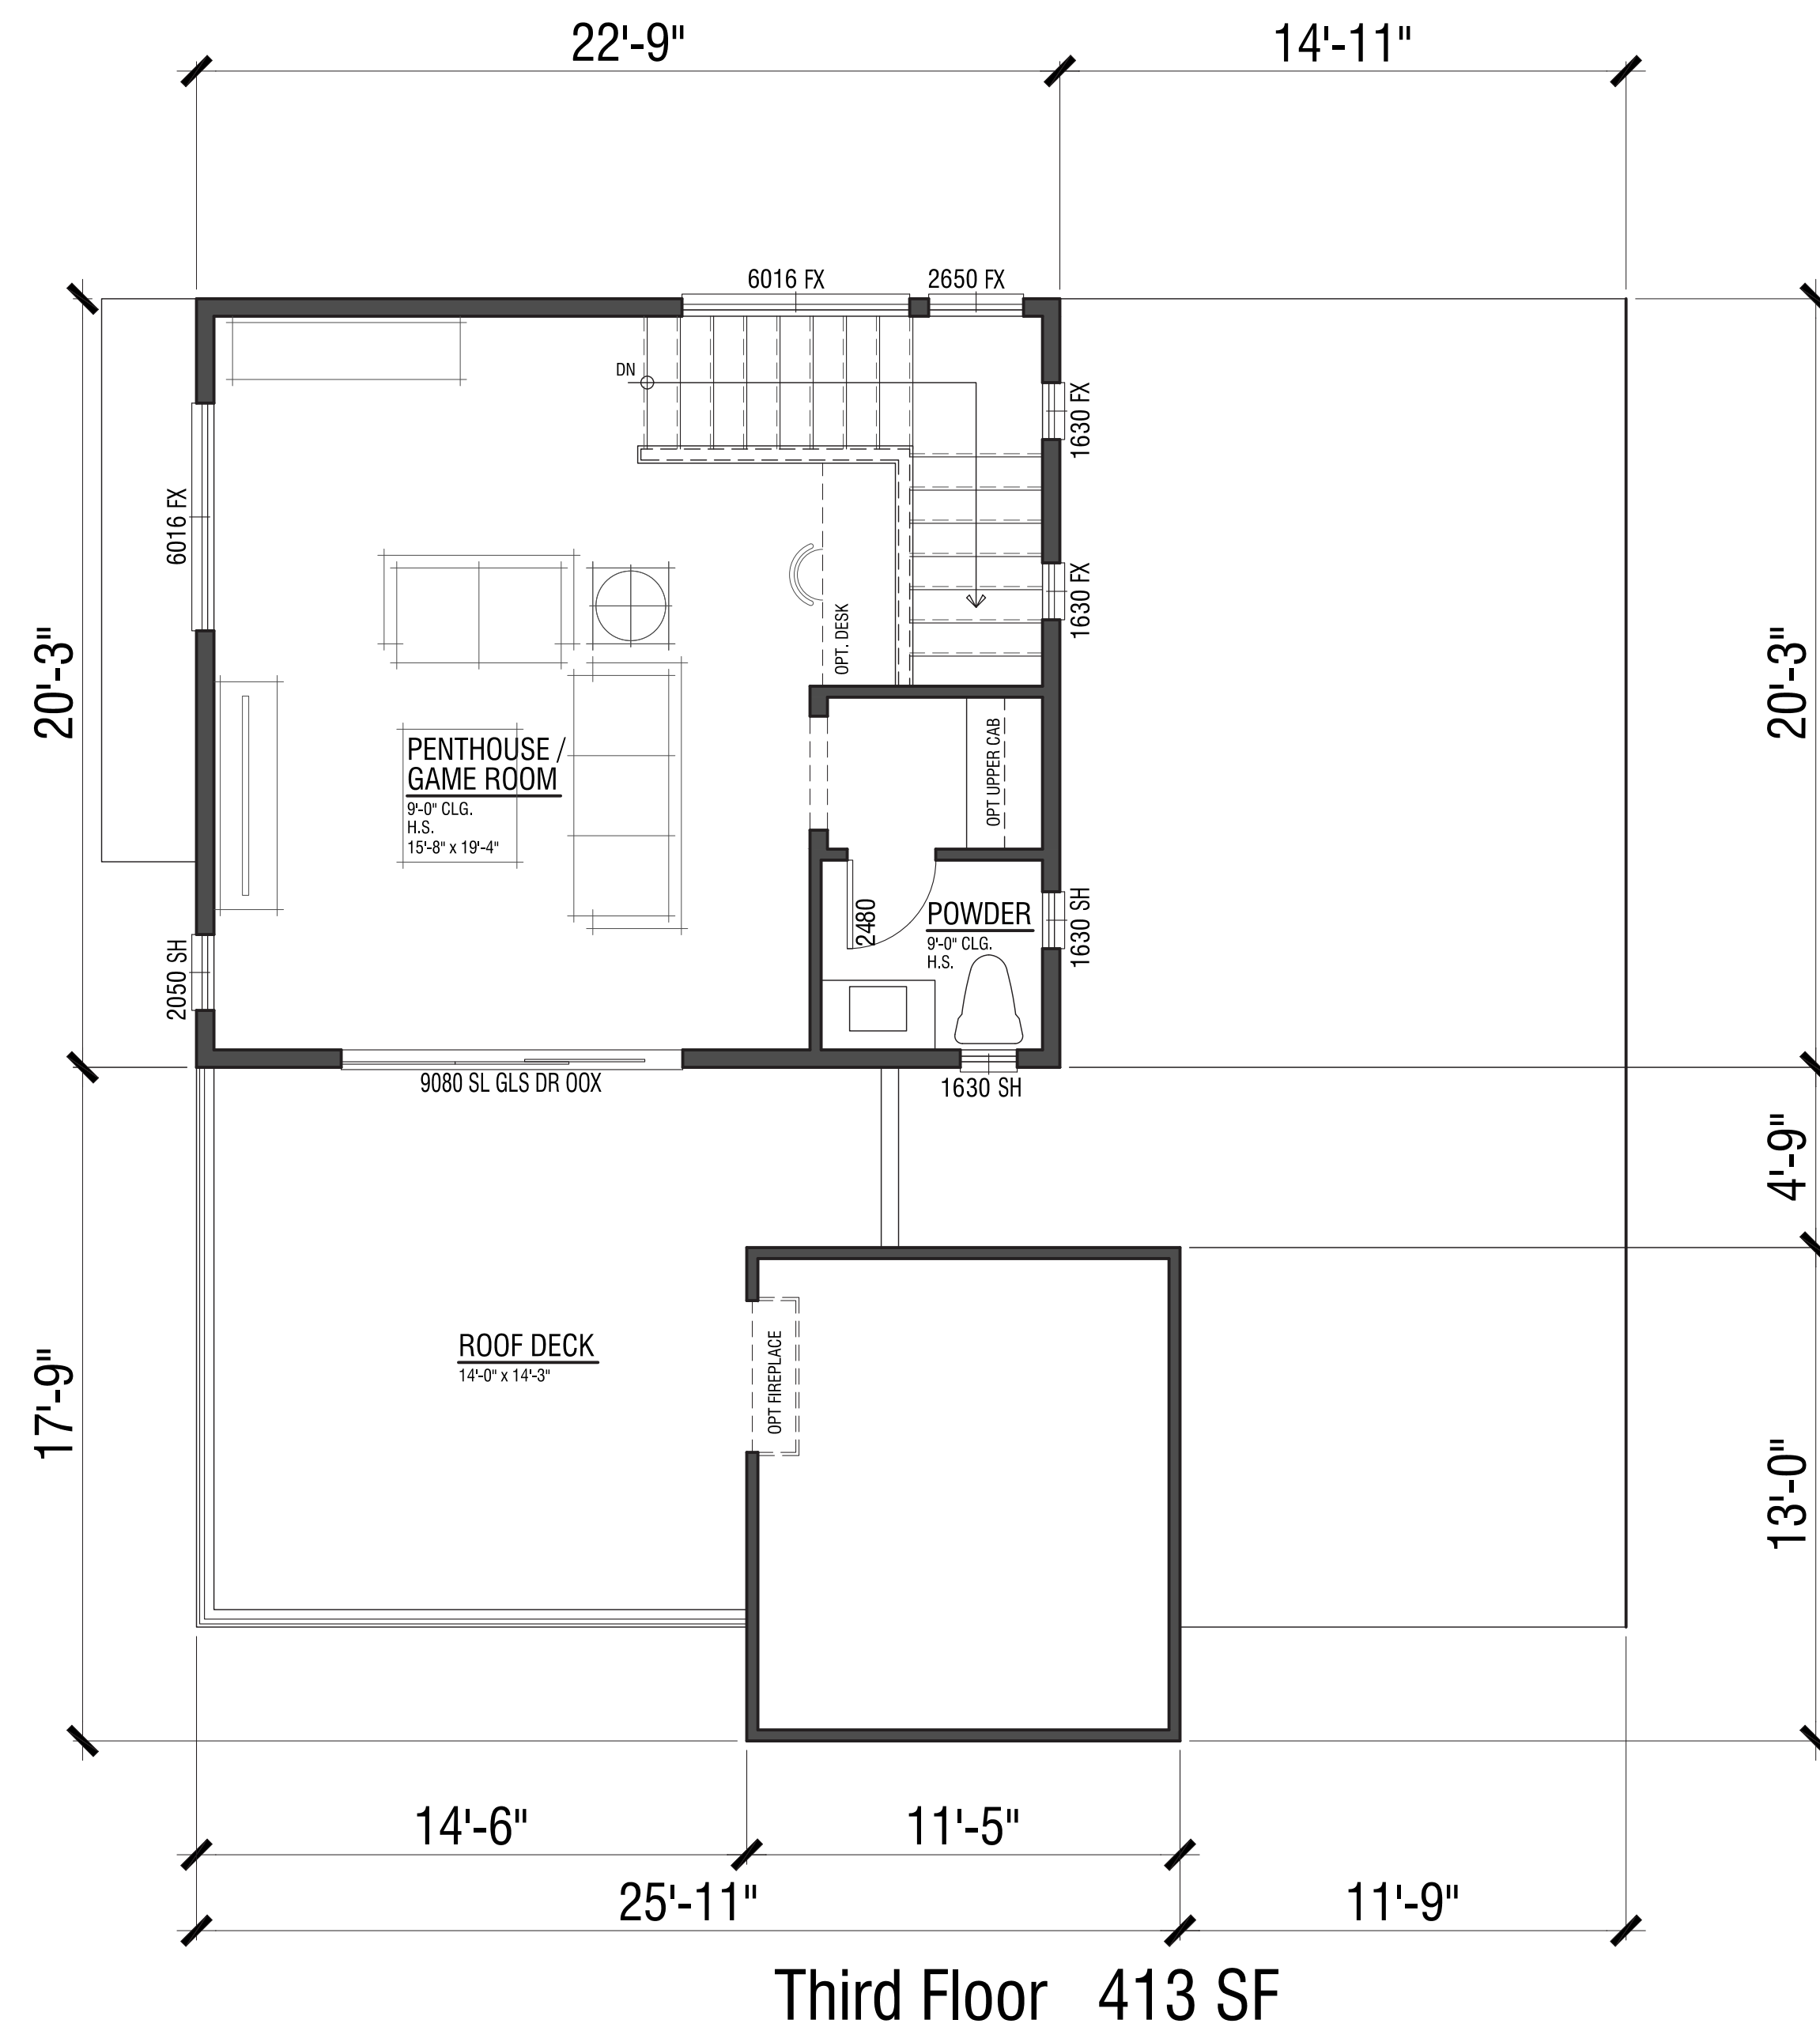 22'-9"
14'-11"
6016 FX
2650 FX
DN
1630 FX
6016 FX
1630 FX
OPT. DESK
20'-3"
20'-3"
PENTHOUSE /
GAME ROOM
9'-0" CLG.
H.S.
15'-8" x 19'-4"
OPT UPPER CAB
2480
POWDER
9'-0" CLG.
H.S.
1630 SH
2050 SH
9080 SL GLS DR OOX
1630 SH
4'-9"
ROOF DECK
14'-0" x 14'-3"
OPT FIREPLACE
17'-9"
13'-0"
14'-6"
11'-5"
25'-11"
11'-9"
Third Floor 413 SF